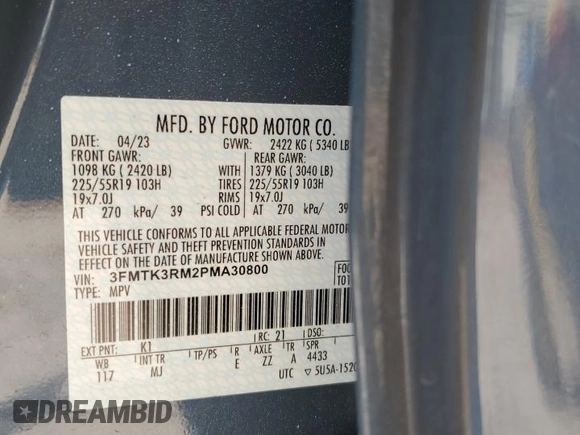 MFD. BY FORD MOTOR CO.
DATE: 04/23 GVWR: 2422 KG ( 5340 LB
FRONT GAWR: REAR GAWR:
1098 KG ( 2420 LB) WITH 1379 KG ( 3040 LB)
225/55R19 103H TIRES 225/55R19 103H
19x7.0J RIMS 19x7.0J
AT 270 kPa/ 39 PSI COLD AT 270 kPa/ 39
THIS VEHICLE CONFORMS TO ALL APPLICABLE FEDERAL MOTOR
VEHICLE SAFETY AND THEFT PREVENTION STANDARDS IN
EFFECT ON THE DATE OF MANUFACTURE SHOWN ABOVE.
VIN: 3FMTK3RM2PMA30800
TYPE: MPV
FOO
TO1
EXT PNT: K1 RC: 21 DSO:
WB INT TR TP/PS R AXLE TR SPR
117 MJ E ZZ A 4433
UTC ▽ 5U5A-1520
DREAMBID